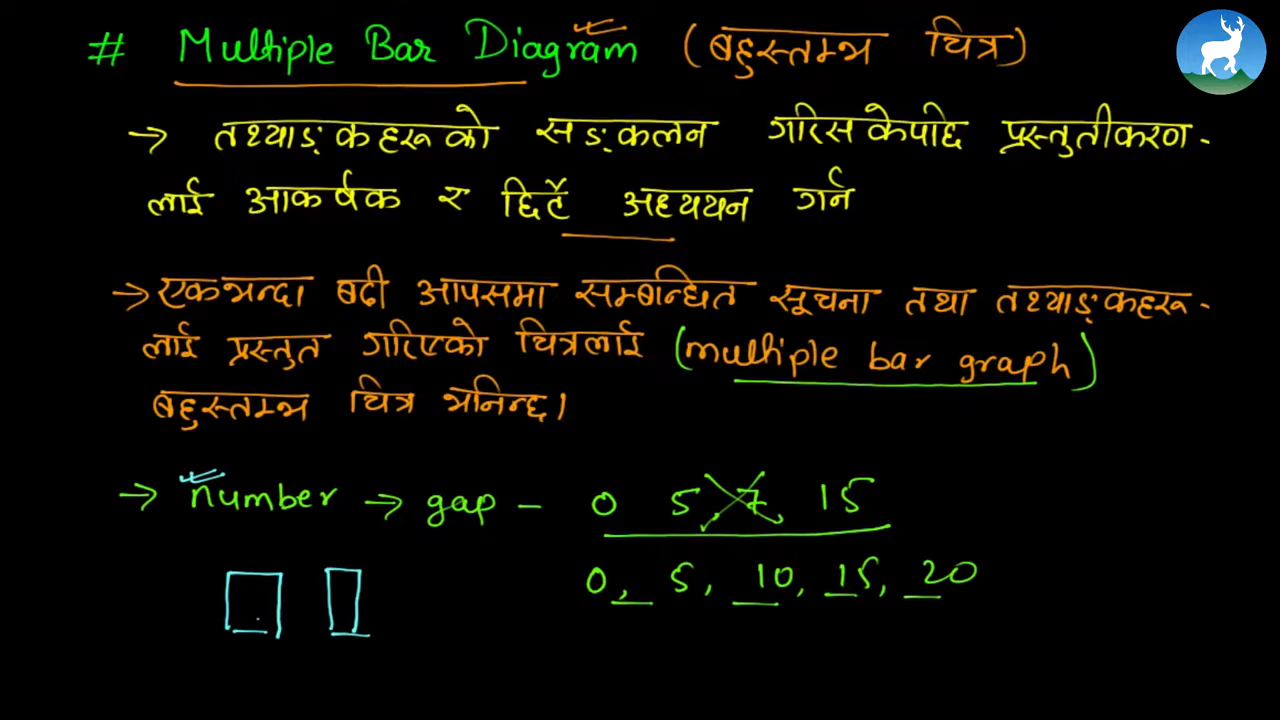 # Multiple Bar Diagram (बहुस्तम्भ चित्र)
→ तथ्याङ्कहरूको सङ्कलन गरिसकेपछि प्रस्तुतीकरण-
लाई आकर्षक र छिटै अध्ययन गर्न
→ एकभन्दा बढी आपसमा सम्बन्धित सूचना तथा तथ्याङ्कहरू-
लाई प्रस्तुत गरिएको चित्रलाई (multiple bar graph)
बहुस्तम्भ चित्र भनिन्छ।
→ number → gap - 0 5 7 15
0, 5, 10, 15, 20